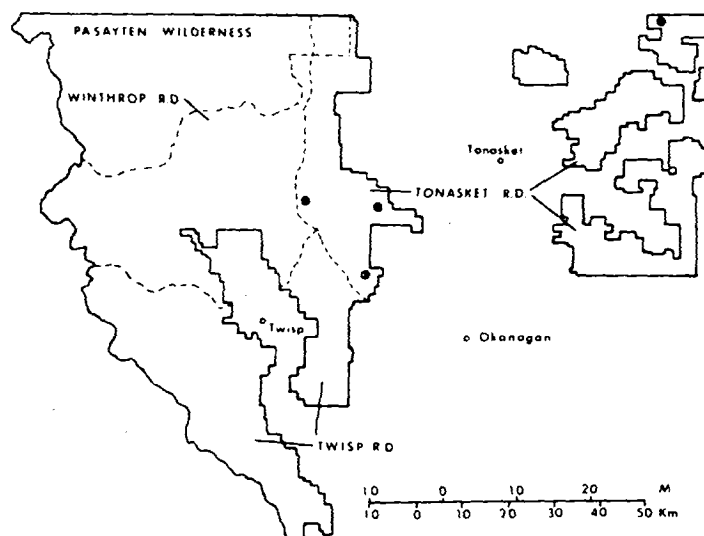 PASAYTEN WILDERNESS
WINTHROP R.D.
Tonasket
TONASKET R.D.
Twisp
Okanagan
TWISP R.D.
10 0 10 20 M
10 0 10 20 30 40 50 Km